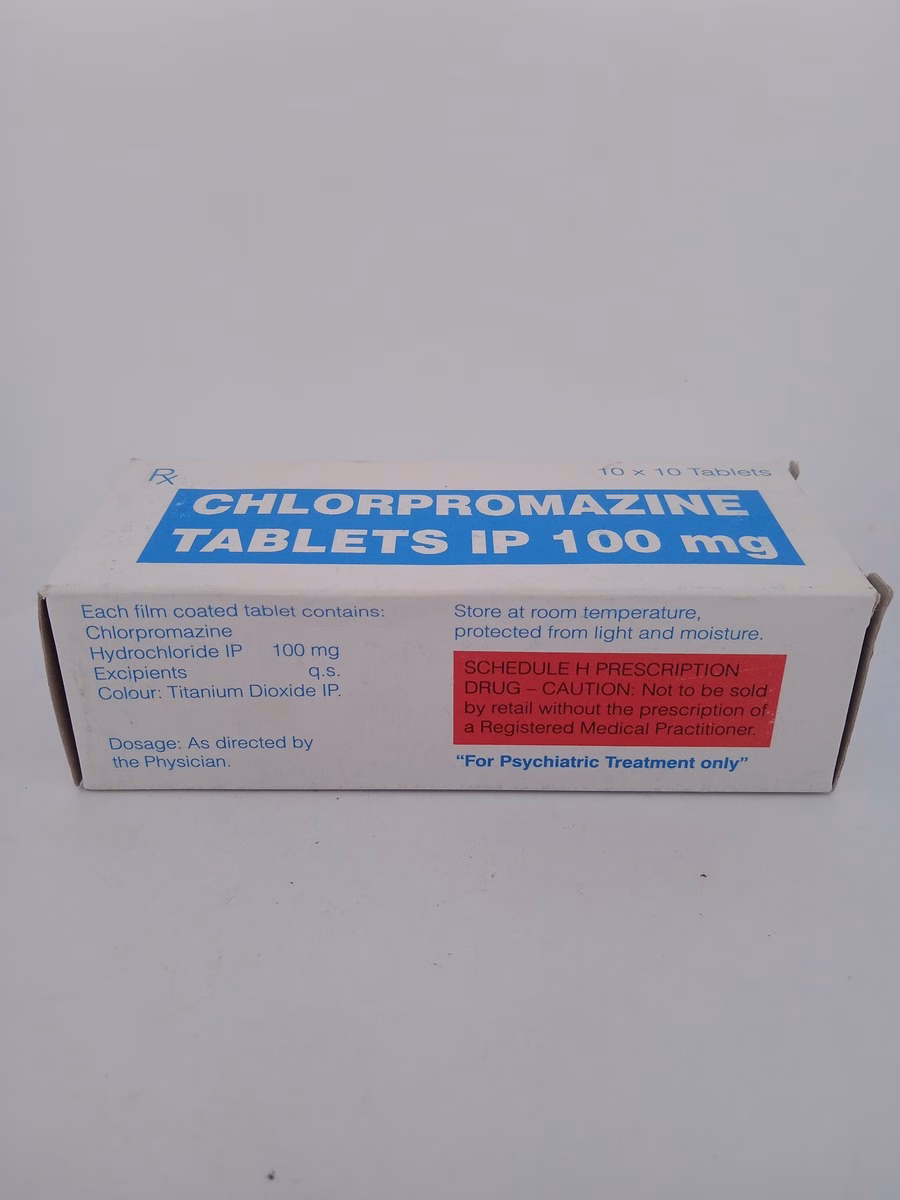 Rx
10 x 10 Tablets
CHLORPROMAZINE
TABLETS IP 100 mg
Each film coated tablet contains:
Chlorpromazine
Hydrochloride IP 100 mg
Excipients q.s.
Colour: Titanium Dioxide IP.
Dosage: As directed by
the Physician.
Store at room temperature,
protected from light and moisture.
SCHEDULE H PRESCRIPTION
DRUG – CAUTION: Not to be sold
by retail without the prescription of
a Registered Medical Practitioner.
“For Psychiatric Treatment only”